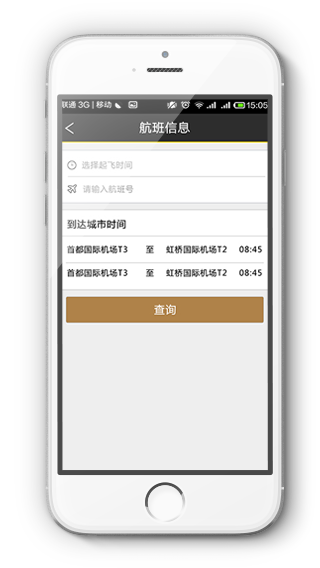 联通 3G | 移动 15:05
航班信息
选择起飞时间
请输入航班号
到达城市时间
首都国际机场T3 至 虹桥国际机场T2 08:45
首都国际机场T3 至 虹桥国际机场T2 08:45
查询